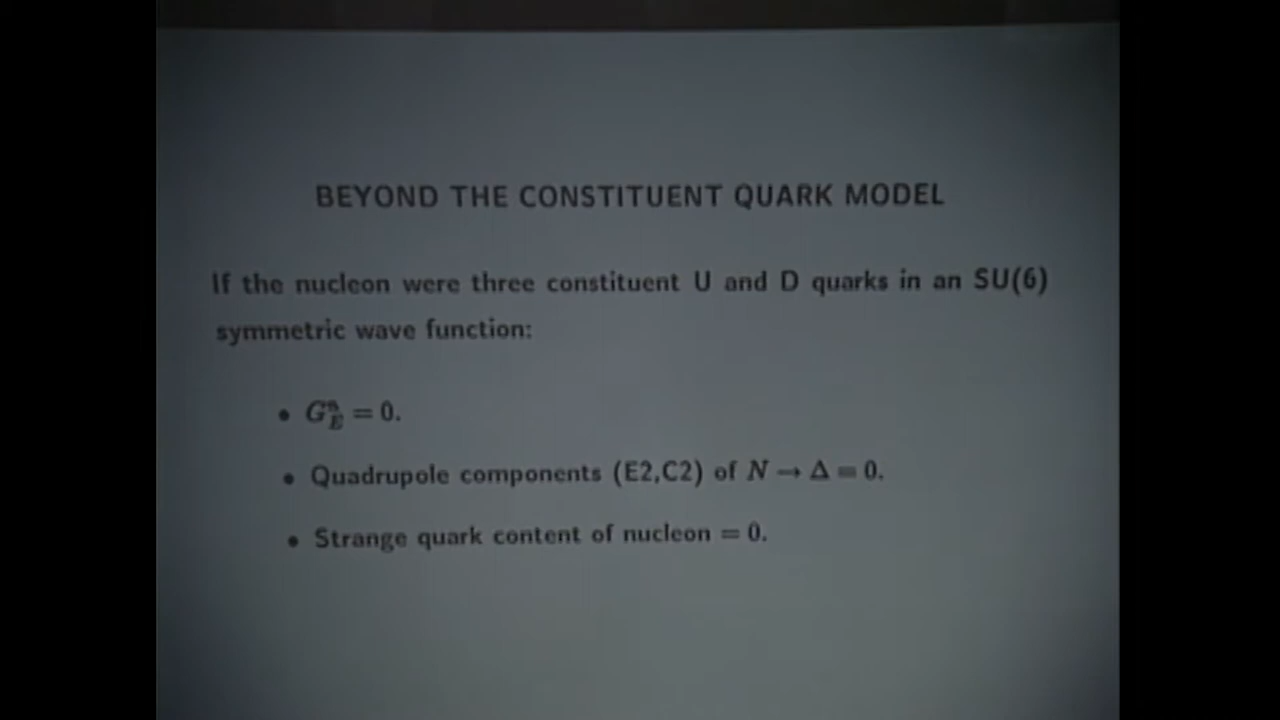 BEYOND THE CONSTITUENT QUARK MODEL
If the nucleon were three constituent U and D quarks in an SU(6)
symmetric wave function:
• Gⁿ_E = 0.
• Quadrupole components (E2,C2) of N → Δ = 0.
• Strange quark content of nucleon = 0.